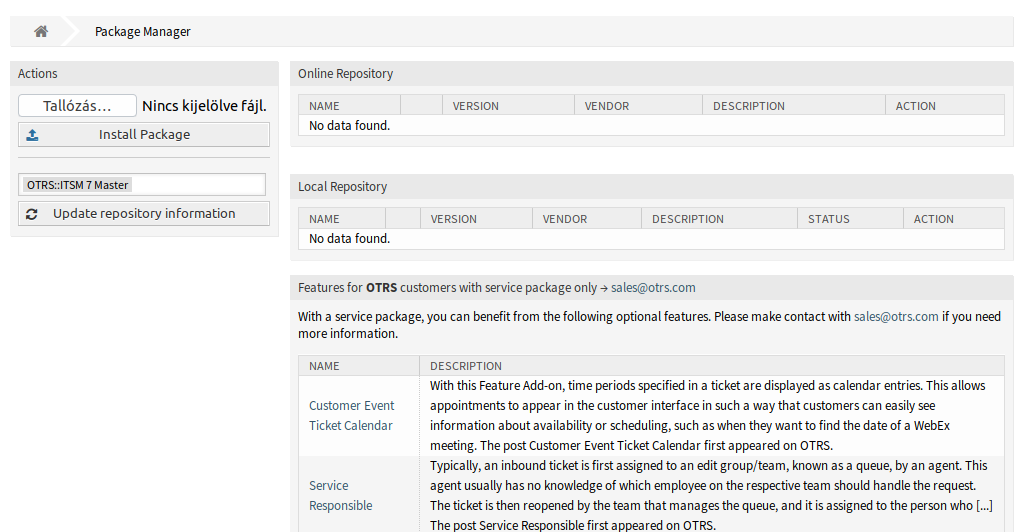 Package Manager
Actions
Tallózás… Nincs kijelölve fájl.
Install Package
OTRS::ITSM 7 Master
Update repository information
Online Repository
NAME VERSION VENDOR DESCRIPTION ACTION
No data found.
Local Repository
NAME VERSION VENDOR DESCRIPTION STATUS ACTION
No data found.
Features for OTRS customers with service package only → sales@otrs.com
With a service package, you can benefit from the following optional features. Please make contact with sales@otrs.com if you need
more information.
NAME DESCRIPTION
Customer Event
Ticket Calendar
With this Feature Add-on, time periods specified in a ticket are displayed as calendar entries. This allows
appointments to appear in the customer interface in such a way that customers can easily see
information about availability or scheduling, such as when they want to find the date of a WebEx
meeting. The post Customer Event Ticket Calendar first appeared on OTRS.
Service
Responsible
Typically, an inbound ticket is first assigned to an edit group/team, known as a queue, by an agent. This
agent usually has no knowledge of which employee on the respective team should handle the request.
The ticket is then reopened by the team that manages the queue, and it is assigned to the person who [...]
The post Service Responsible first appeared on OTRS.